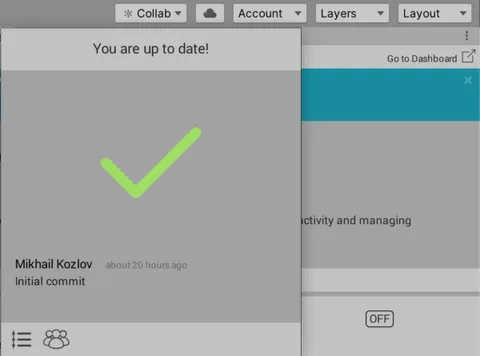 Collab
Account
Layers
Layout
You are up to date!
Go to Dashboard
ctivity and managing
Mikhail Kozlov about 20 hours ago
Initial commit
OFF